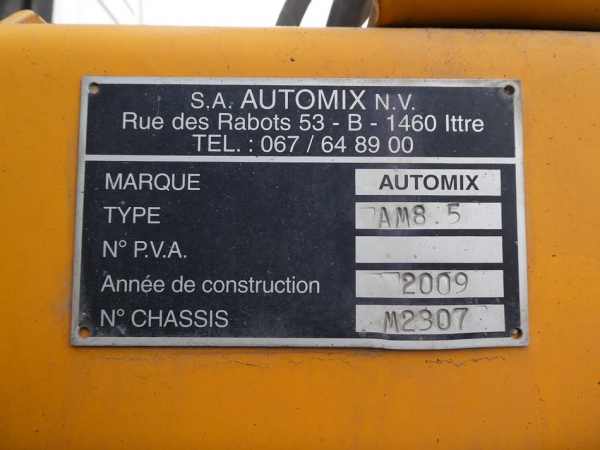 S.A. AUTOMIX N.V.
Rue des Rabots 53 - B - 1460 Ittre
TEL. : 067 / 64 89 00
MARQUE AUTOMIX
TYPE AM8.5
N° P.V.A.
Année de construction 2009
N° CHASSIS M2307